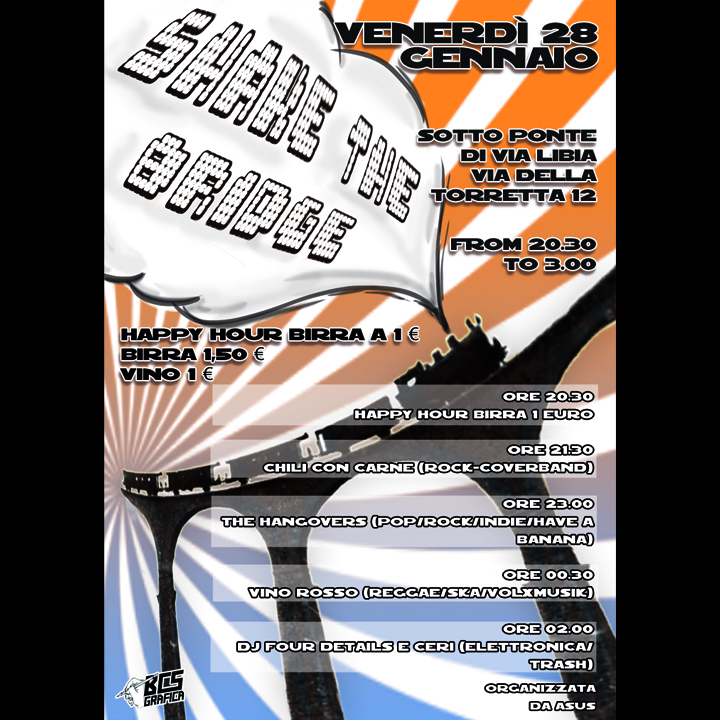 SHAKE THE
BRIDGE
VENERDÌ 28
GENNAIO
SOTTO PONTE
DI VIA LIBIA
VIA DELLA
TORRETTA 12
FROM 20.30
TO 3.00
HAPPY HOUR BIRRA A 1 €
BIRRA 1,50 €
VINO 1 €
ORE 20.30
HAPPY HOUR BIRRA 1 EURO
ORE 21.30
CHILI CON CARNE (ROCK-COVERBAND)
ORE 23.00
THE HANGOVERS (POP/ROCK/INDIE/HAVE A
BANANA)
ORE 00.30
VINO ROSSO (REGGAE/SKA/VOLXMUSIK)
ORE 02.00
DJ FOUR DETAILS E CERI (ELETTRONICA/
TRASH)
ORGANIZZATA
DA ASUS
BCS
GRAFICA